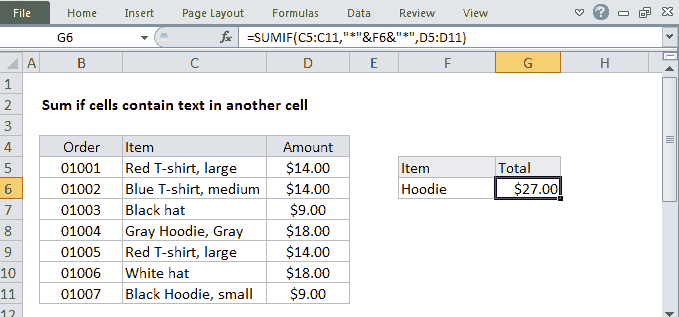 File Home Insert Page Layout Formulas Data Review View
G6 fx =SUMIF(C5:C11,"*"&F6&"*",D5:D11)
A B C D E F G H
1
2 Sum if cells contain text in another cell
3
4 Order Item Amount
5 01001 Red T-shirt, large $14.00 Item Total
6 01002 Blue T-shirt, medium $14.00 Hoodie $27.00
7 01003 Black hat $9.00
8 01004 Gray Hoodie, Gray $18.00
9 01005 Red T-shirt, large $14.00
10 01006 White hat $18.00
11 01007 Black Hoodie, small $9.00
12